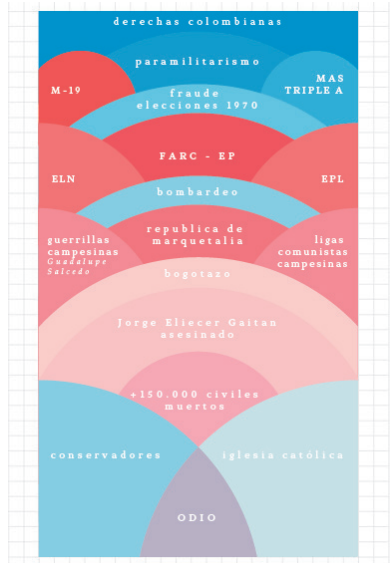 derechas colombianas
paramilitarismo
M-19
MAS
TRIPLE A
fraude
elecciones 1970
FARC - EP
ELN
EPL
bombardeo
republica de
marquetalia
guerrillas
campesinas
Guadalupe
Salcedo
ligas
comunistas
campesinas
bogotazo
Jorge Eliecer Gaitan
asesinado
+150.000 civiles
muertos
conservadores
iglesia católica
ODIO